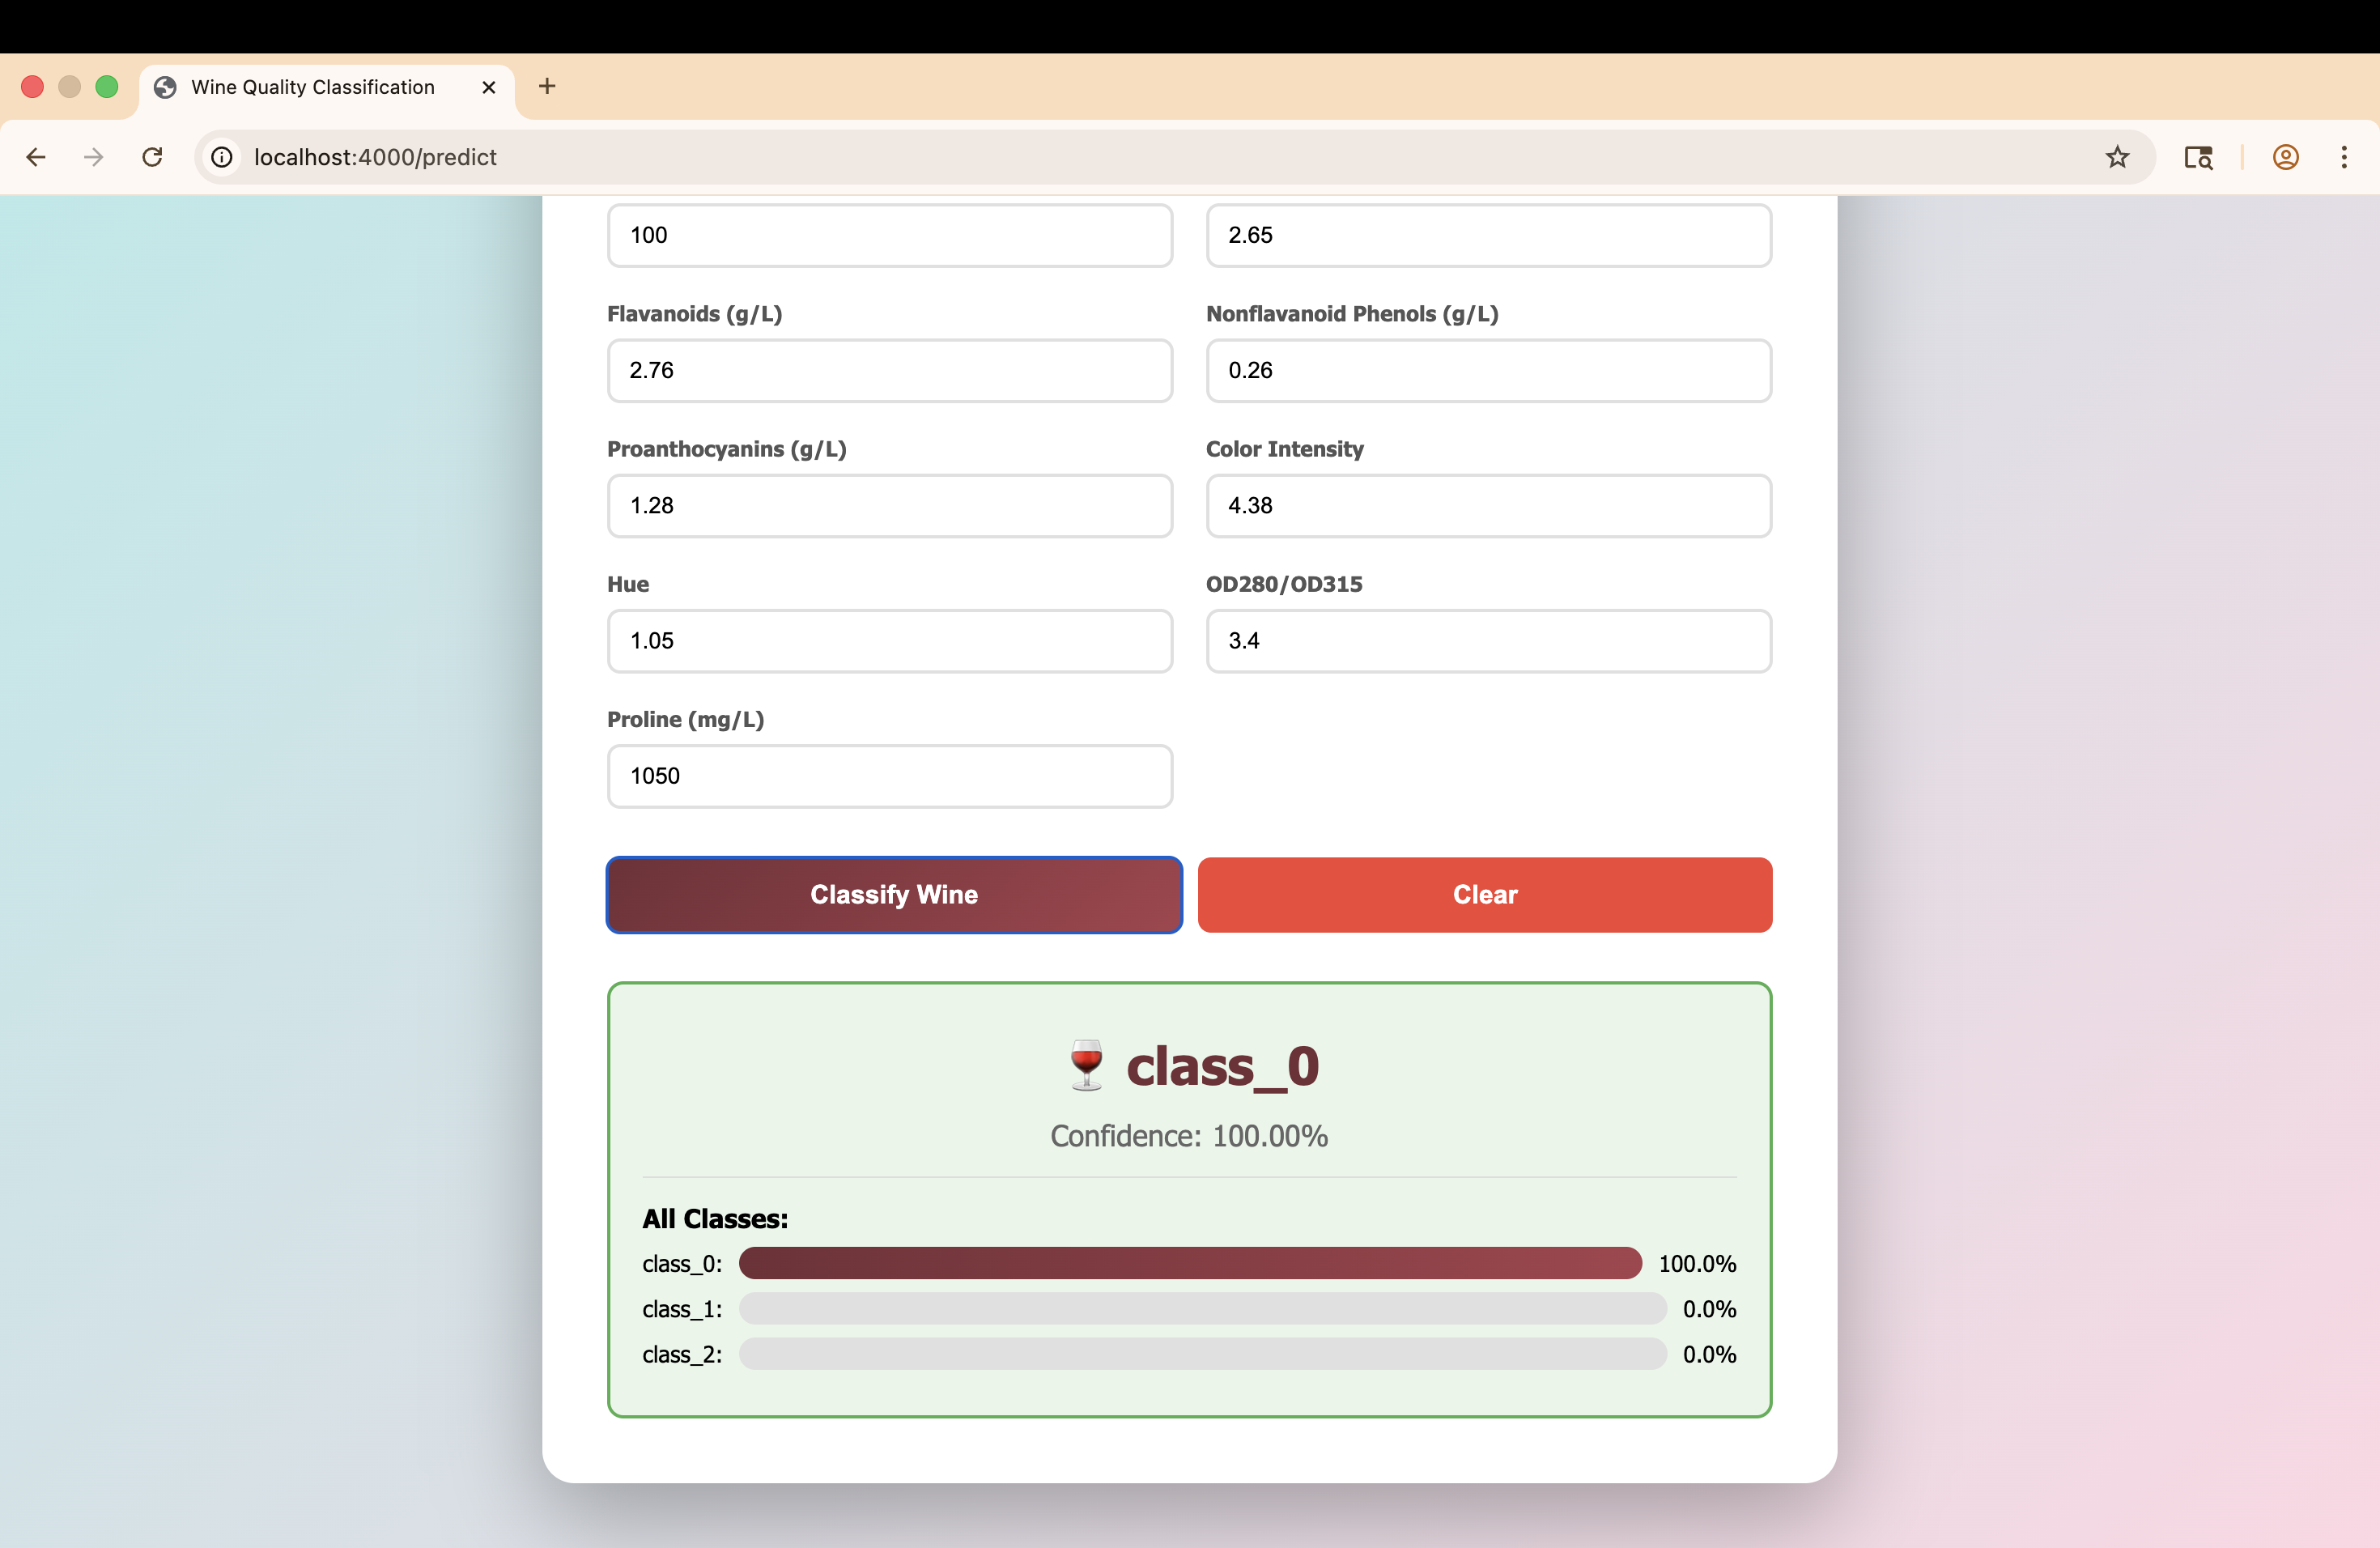 Wine Quality Classification
localhost:4000/predict
100 2.65
Flavanoids (g/L) Nonflavanoid Phenols (g/L)
2.76 0.26
Proanthocyanins (g/L) Color Intensity
1.28 4.38
Hue OD280/OD315
1.05 3.4
Proline (mg/L)
1050
Classify Wine Clear
class_0
Confidence: 100.00%
All Classes:
class_0: 100.0%
class_1: 0.0%
class_2: 0.0%